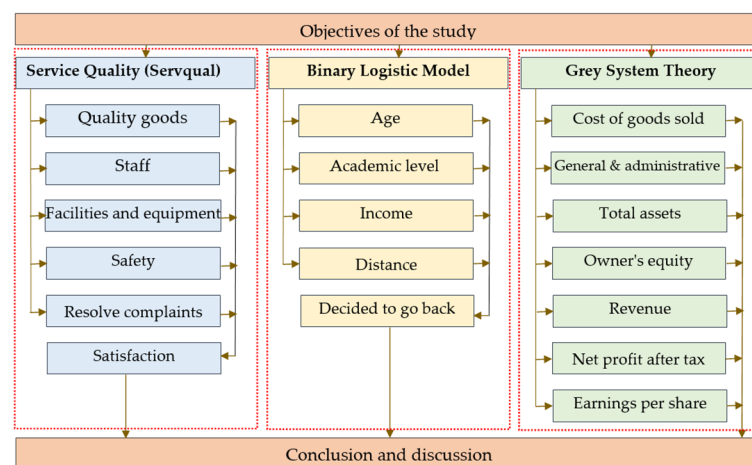 Objectives of the study
Service Quality (Servqual)
Quality goods
Staff
Facilities and equipment
Safety
Resolve complaints
Satisfaction
Binary Logistic Model
Age
Academic level
Income
Distance
Decided to go back
Grey System Theory
Cost of goods sold
General & administrative
Total assets
Owner's equity
Revenue
Net profit after tax
Earnings per share
Conclusion and discussion